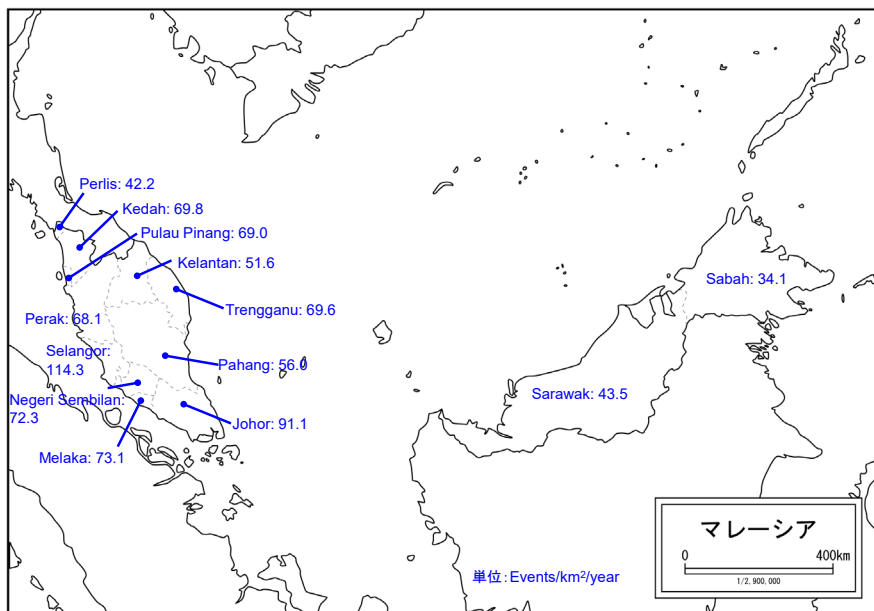 Perlis: 42.2
Kedah: 69.8
Pulau Pinang: 69.0
Kelantan: 51.6
Trengganu: 69.6
Perak: 68.1
Selangor:
114.3
Pahang: 56.0
Negeri Sembilan:
72.3
Johor: 91.1
Melaka: 73.1
Sabah: 34.1
Sarawak: 43.5
単位：Events/km²/year
マレーシア
0 400km
1/2,900,000